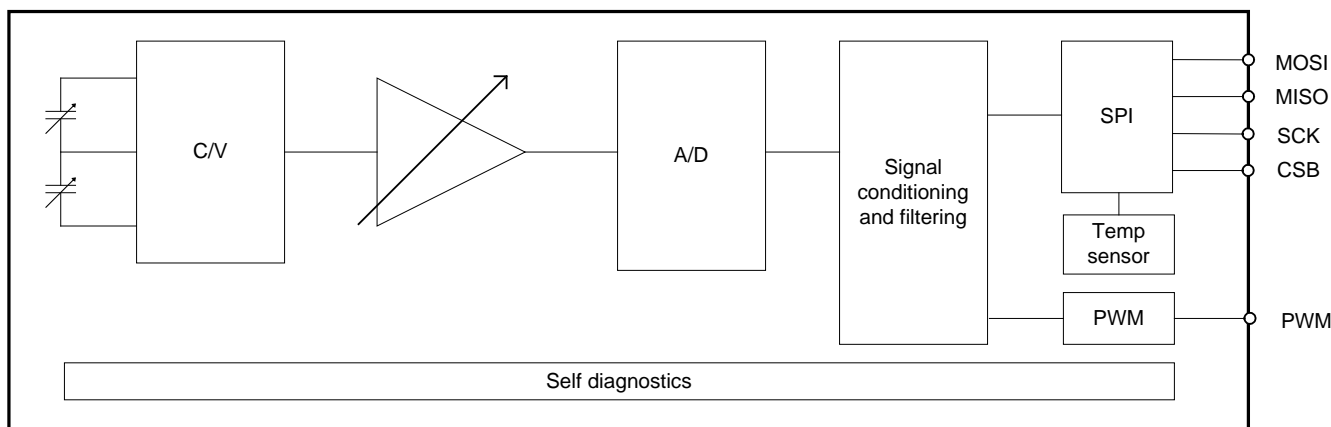 C/V
A/D
Signal
conditioning
and filtering
SPI
MOSI
MISO
SCK
CSB
Temp
sensor
PWM
PWM
Self diagnostics